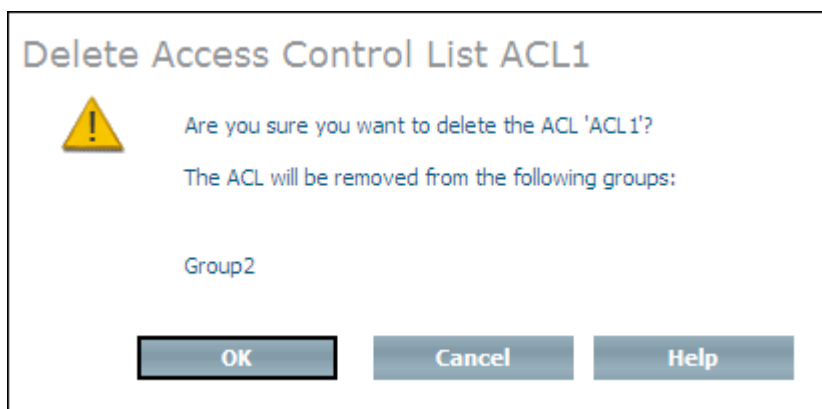 Delete Access Control List ACL1
Are you sure you want to delete the ACL 'ACL1'?
The ACL will be removed from the following groups:
Group2
OK Cancel Help